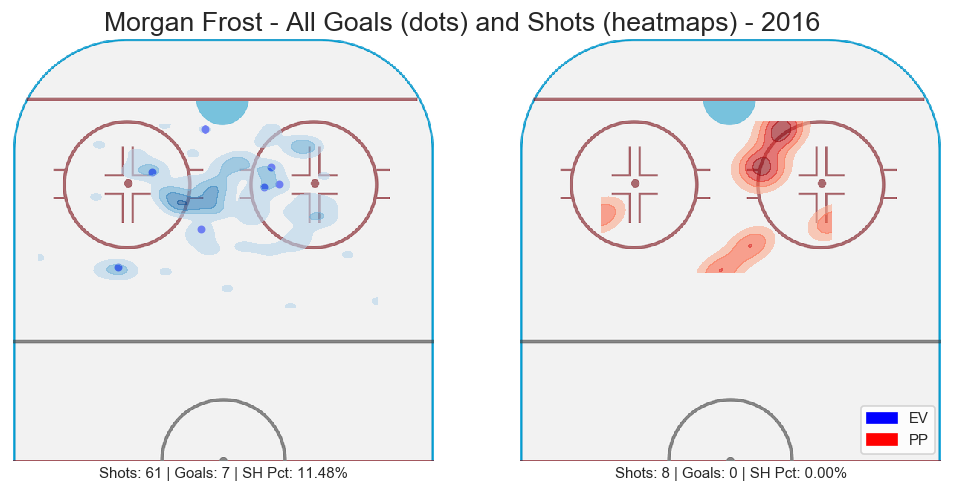 Morgan Frost - All Goals (dots) and Shots (heatmaps) - 2016
EV
PP
Shots: 61 | Goals: 7 | SH Pct: 11.48%
Shots: 8 | Goals: 0 | SH Pct: 0.00%